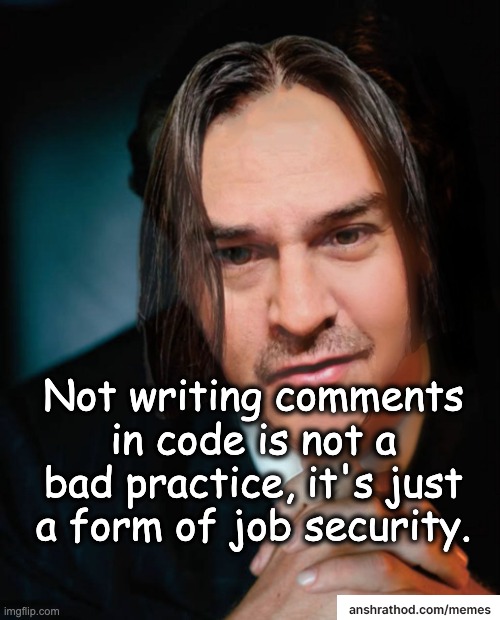 Not writing comments
in code is not a
bad practice, it's just
a form of job security.
imgflip.com
anshrathod.com/memes